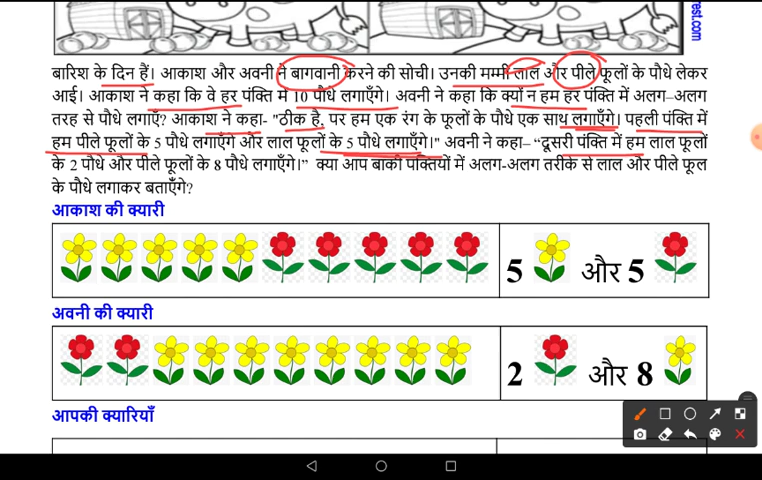 rest.com
बारिश के दिन हैं। आकाश और अवनी ने बागवानी करने की सोची। उनकी मम्मी लाल और पीले फूलों के पौधे लेकर
आई। आकाश ने कहा कि वे हर पंक्ति में 10 पौधे लगाएँगे। अवनी ने कहा कि क्यों न हम हर पंक्ति में अलग–अलग
तरह से पौधे लगाएँ? आकाश ने कहा- "ठीक है, पर हम एक रंग के फूलों के पौधे एक साथ लगाएँगे। पहली पंक्ति में
हम पीले फूलों के 5 पौधे लगाएँगे और लाल फूलों के 5 पौधे लगाएँगे।" अवनी ने कहा– “दूसरी पंक्ति में हम लाल फूलों
के 2 पौधे और पीले फूलों के 8 पौधे लगाएँगे।” क्या आप बाकी पंक्तियों में अलग-अलग तरीके से लाल और पीले फूल
के पौधे लगाकर बताएँगे?
आकाश की क्यारी
5 और 5
अवनी की क्यारी
2 और 8
आपकी क्यारियाँ